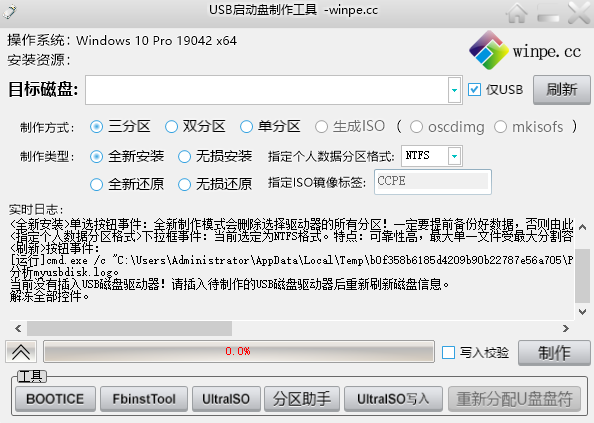 USB启动盘制作工具 -winpe.cc
操作系统：Windows 10 Pro 19042 x64
安装资源：
winpe.cc
目标磁盘: 仅USB 刷新
制作方式： 三分区 双分区 单分区 生成ISO ( oscdimg mkisofs )
制作类型： 全新安装 无损安装 指定个人数据分区格式: NTFS
全新还原 无损还原 指定ISO镜像标签: CCPE
实时日志：
<全新安装>单选按钮事件：全新制作模式会删除选择驱动器的所有分区！一定要提前备份好数据，否则由此
<指定个人数据分区格式>下拉框事件：当前选定为NTFS格式。特点：可靠性高，最大单一文件受最大分割容
<刷新>按钮事件：
[运行]cmd.exe /c "C:\Users\Administrator\AppData\Local\Temp\b0f358b6185d4209b90b22787e56a705\P
分析myusbdisk.log。
当前没有插入USB磁盘驱动器！请插入待制作的USB磁盘驱动器后重新刷新磁盘信息。
解冻全部控件。
0.0% 写入校验 制作
工具
BOOTICE FbinstTool UltraISO 分区助手 UltraISO写入 重新分配U盘盘符